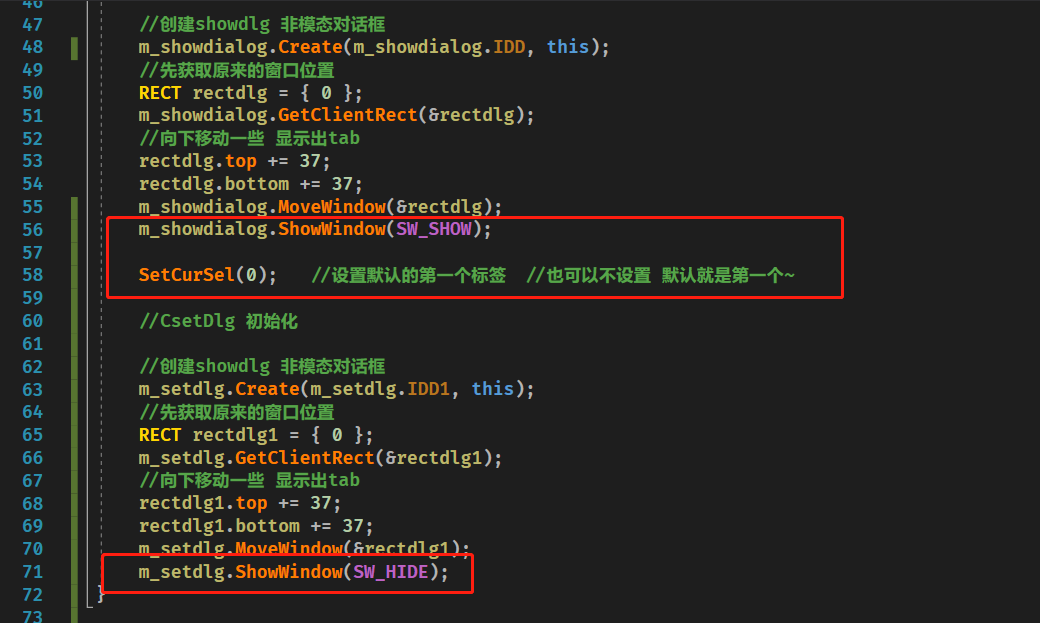 46
47 //创建showdlg 非模态对话框
48 m_showdialog.Create(m_showdialog.IDD, this);
49 //先获取原来的窗口位置
50 RECT rectdlg = { 0 };
51 m_showdialog.GetClientRect(&rectdlg);
52 //向下移动一些 显示出tab
53 rectdlg.top += 37;
54 rectdlg.bottom += 37;
55 m_showdialog.MoveWindow(&rectdlg);
56 m_showdialog.ShowWindow(SW_SHOW);
57
58 SetCurSel(0); //设置默认的第一个标签 //也可以不设置 默认就是第一个~
59
60 //CsetDlg 初始化
61
62 //创建showdlg 非模态对话框
63 m_setdlg.Create(m_setdlg.IDD1, this);
64 //先获取原来的窗口位置
65 RECT rectdlg1 = { 0 };
66 m_setdlg.GetClientRect(&rectdlg1);
67 //向下移动一些 显示出tab
68 rectdlg1.top += 37;
69 rectdlg1.bottom += 37;
70 m_setdlg.MoveWindow(&rectdlg1);
71 m_setdlg.ShowWindow(SW_HIDE);
72 }
73